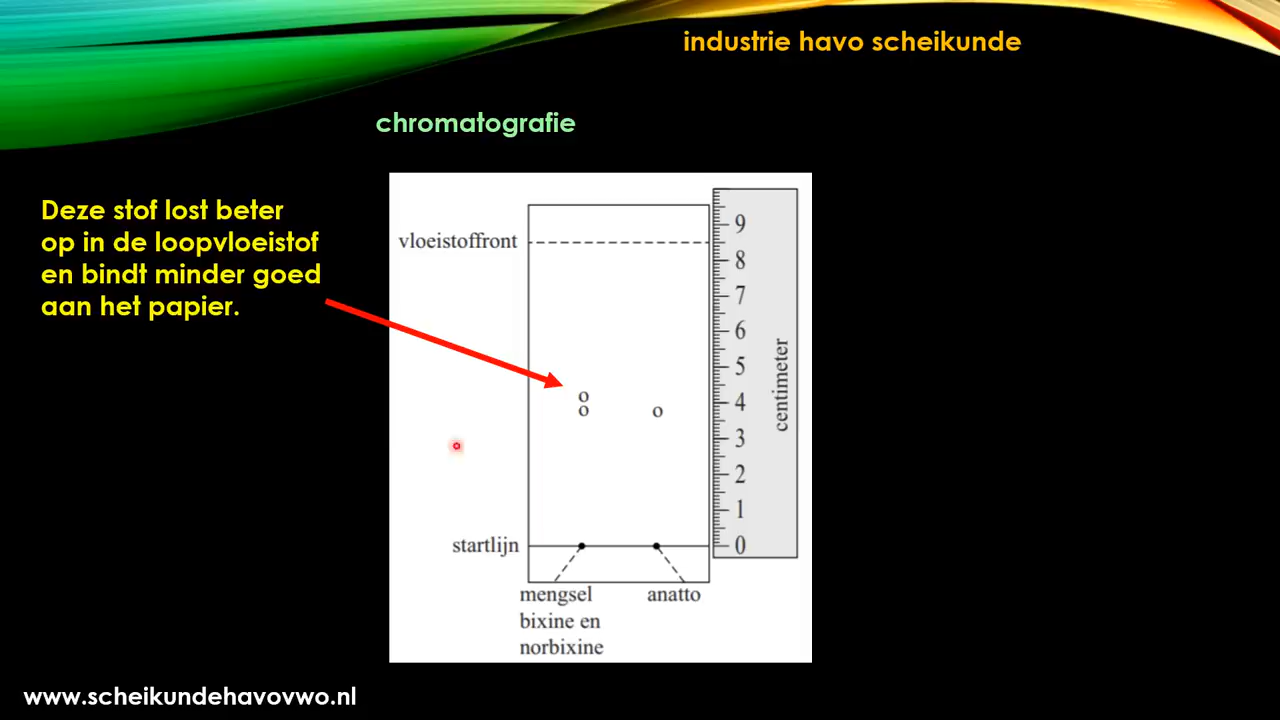 industrie havo scheikunde
chromatografie
Deze stof lost beter
op in de loopvloeistof
en bindt minder goed
aan het papier.
vloeistoffront
startlijn
mengsel
bixine en
norbixine
anatto
9
8
7
6
5
4
3
2
1
0
centimeter
www.scheikundehavovwo.nl